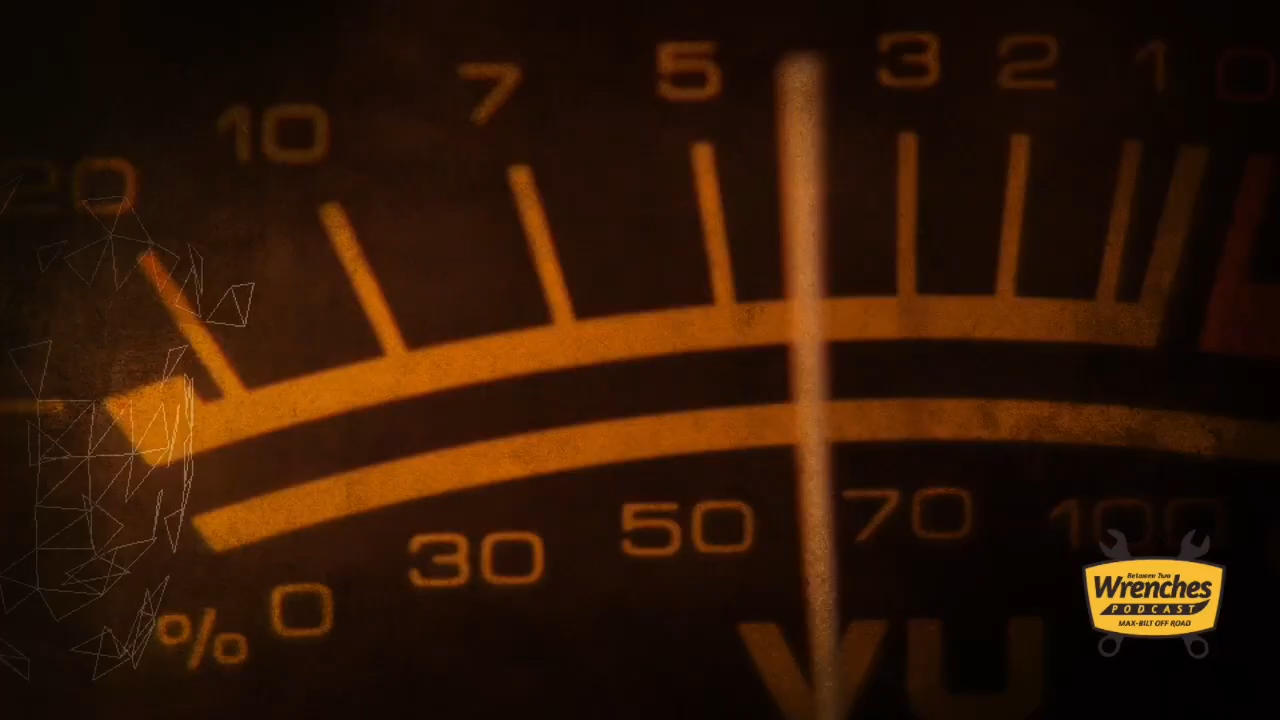 20 10 7 5 3 2 1 0
% 0 30 50 70 100
VU
Between Two
Wrenches
PODCAST
MAX-BILT OFF ROAD